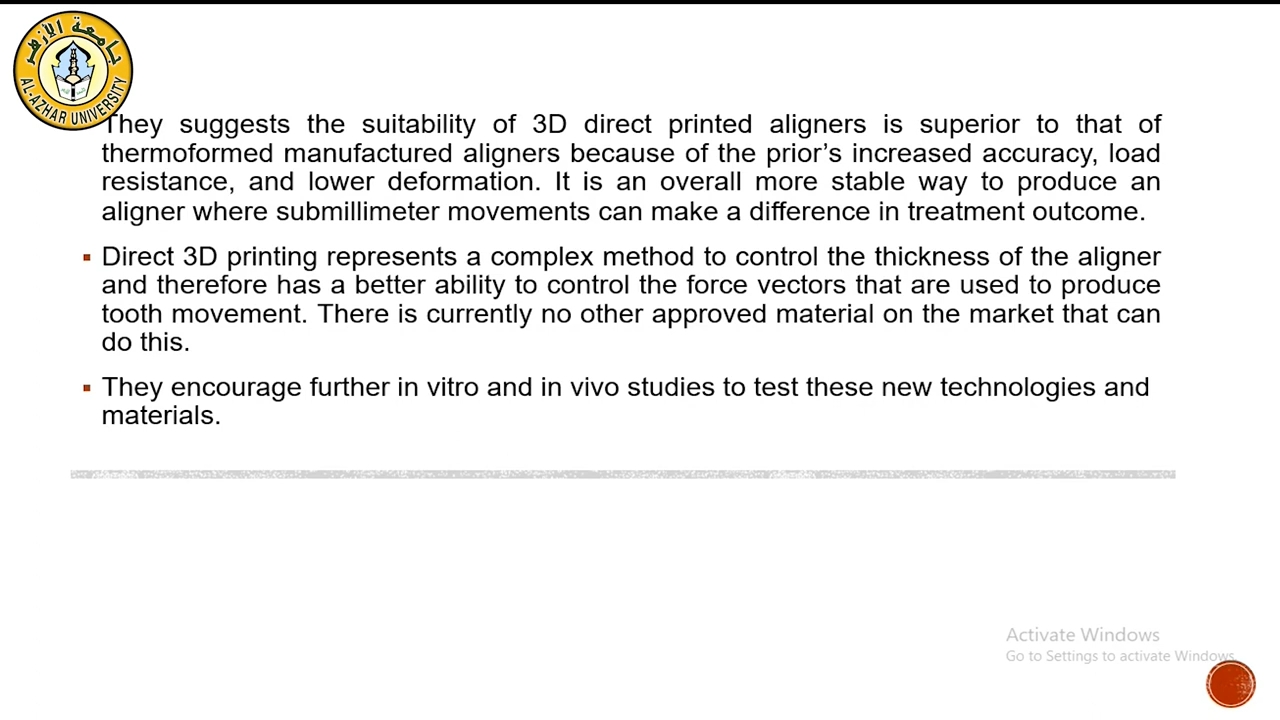 جامعة الأزهر
AL-AZHAR UNIVERSITY
They suggests the suitability of 3D direct printed aligners is superior to that of
thermoformed manufactured aligners because of the prior’s increased accuracy, load
resistance, and lower deformation. It is an overall more stable way to produce an
aligner where submillimeter movements can make a difference in treatment outcome.
▪ Direct 3D printing represents a complex method to control the thickness of the aligner
and therefore has a better ability to control the force vectors that are used to produce
tooth movement. There is currently no other approved material on the market that can
do this.
▪ They encourage further in vitro and in vivo studies to test these new technologies and
materials.
Activate Windows
Go to Settings to activate Windows.